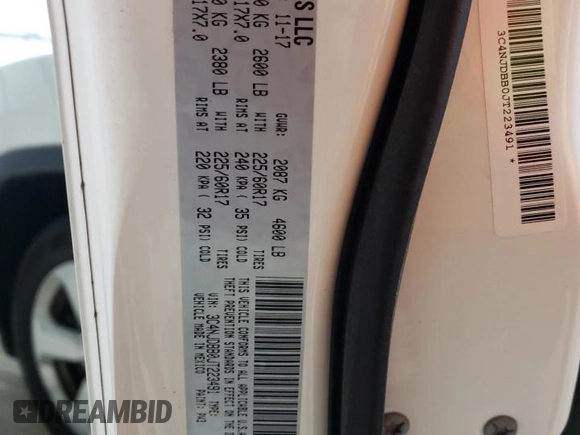 S LLC
11-17
KG 2600 LB GVWR: 2087 KG 4600 LB
WITH 225/60R17 TIRES
17X7.0 RIMS AT 240 KPA ( 35 PSI) COLD
KG 2380 LB WITH 225/60R17 TIRES
17X7.0 RIMS AT 220 KPA ( 32 PSI) COLD
THIS VEHICLE CONFORMS TO ALL APPLICABLE U.S.A.
THEFT PREVENTION STANDARDS IN EFFECT ON THE D
VIN: 3C4NJDBB0JT223491 TYPE:
VEHICLE MADE IN MEXICO PAINT: PW3
3C4NJDBB0JT223491 *
DREAMBID